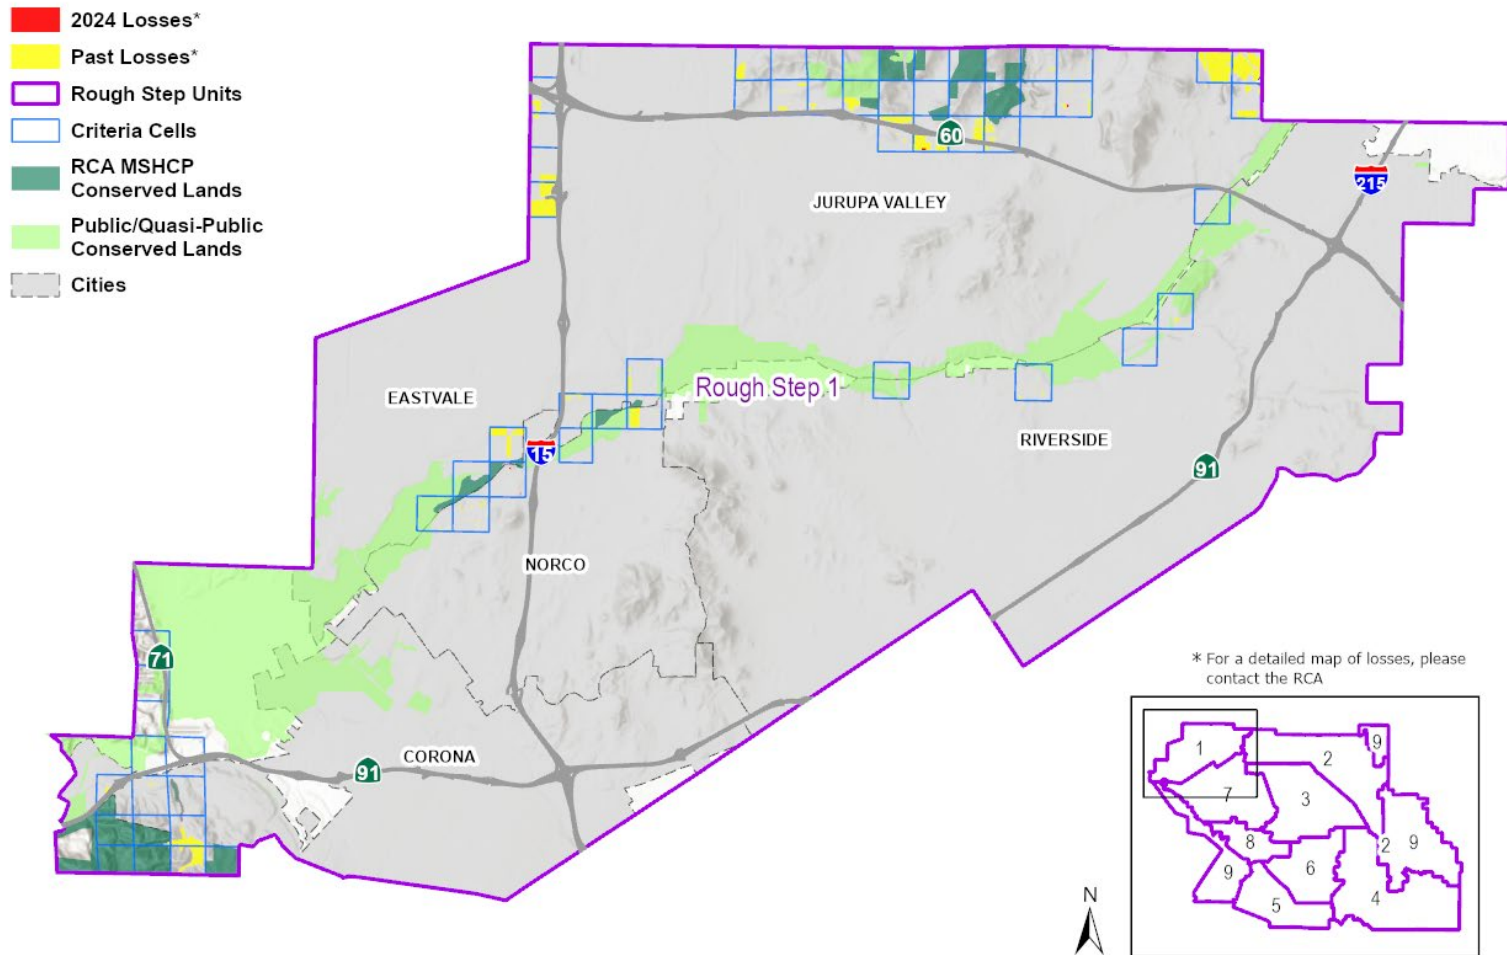 2024 Losses*
Past Losses*
Rough Step Units
Criteria Cells
RCA MSHCP
Conserved Lands
Public/Quasi-Public
Conserved Lands
Cities
60
215
JURUPA VALLEY
EASTVALE
Rough Step 1
RIVERSIDE
15
91
NORCO
71
CORONA
91
* For a detailed map of losses, please
contact the RCA
N
1
2
9
7
3
8
2
9
6
9
5
4